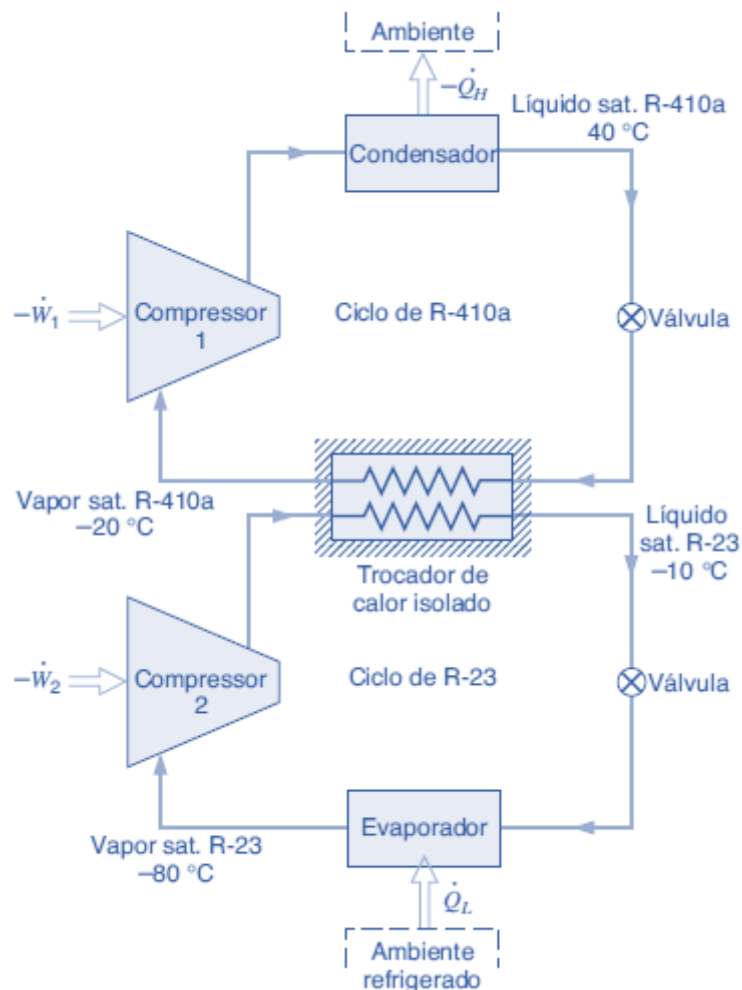 Ambiente
−Q̇H
Líquido sat. R-410a
40 °C
Condensador
−Ẇ1
Compressor
1
Ciclo de R-410a
Válvula
Vapor sat. R-410a
−20 °C
Líquido
sat. R-23
−10 °C
Trocador de
calor isolado
−Ẇ2
Compressor
2
Ciclo de R-23
Válvula
Evaporador
Vapor sat. R-23
−80 °C
Q̇L
Ambiente
refrigerado